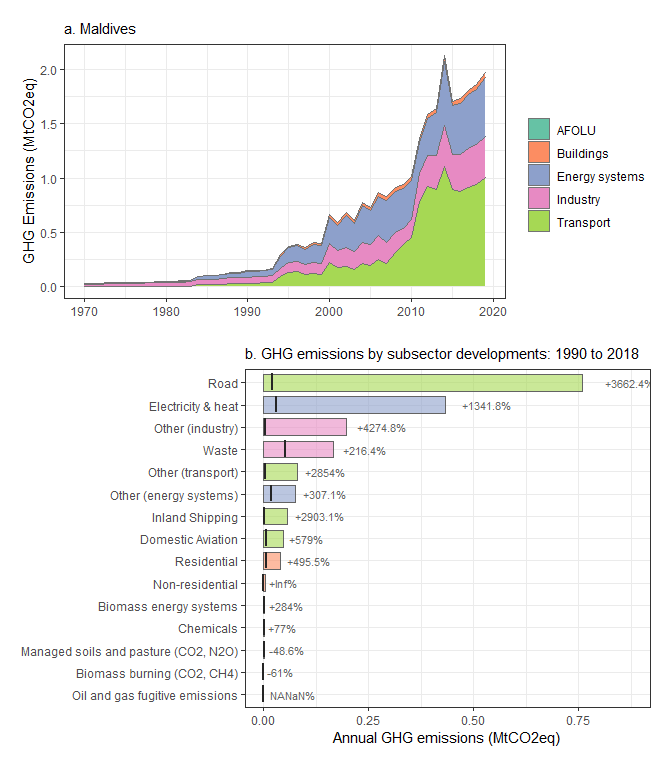 a. Maldives
GHG Emissions (MtCO2eq)
2.0
1.5
1.0
0.5
0.0
1970 1980 1990 2000 2010 2020
AFOLU
Buildings
Energy systems
Industry
Transport
b. GHG emissions by subsector developments: 1990 to 2018
Road +3662.4%
Electricity & heat +1341.8%
Other (industry) +4274.8%
Waste +216.4%
Other (transport) +2854%
Other (energy systems) +307.1%
Inland Shipping +2903.1%
Domestic Aviation +579%
Residential +495.5%
Non-residential +Inf%
Biomass energy systems +284%
Chemicals +77%
Managed soils and pasture (CO2, N2O) -48.6%
Biomass burning (CO2, CH4) -61%
Oil and gas fugitive emissions NANaN%
0.00 0.25 0.50 0.75
Annual GHG emissions (MtCO2eq)